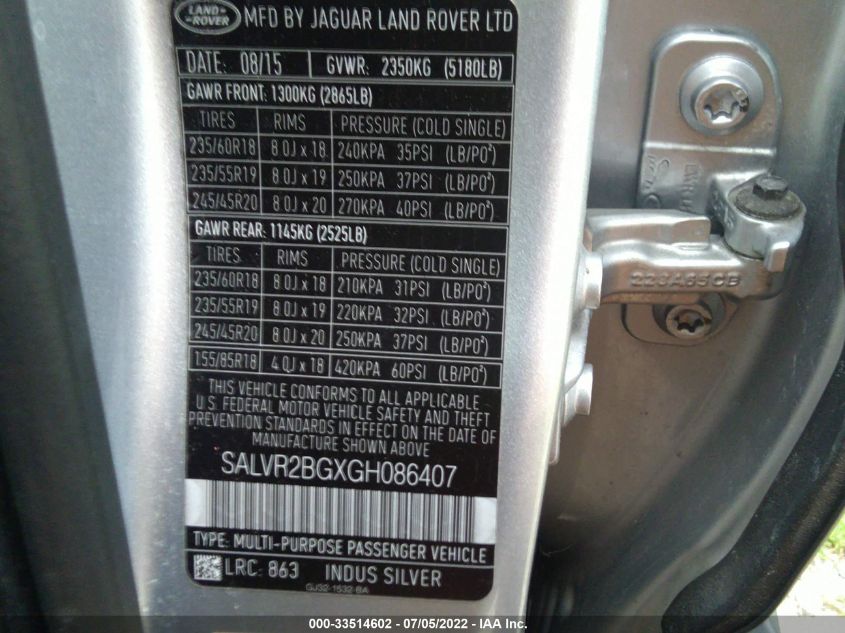 LAND ROVER MFD BY JAGUAR LAND ROVER LTD
DATE: 08/15 GVWR: 2350KG (5180LB)
GAWR FRONT: 1300KG (2865LB)
TIRES RIMS PRESSURE (COLD SINGLE)
235/60R18 8.0J x 18 240KPA 35PSI (LB/PO²)
235/55R19 8.0J x 19 250KPA 37PSI (LB/PO²)
245/45R20 8.0J x 20 270KPA 40PSI (LB/PO²)
GAWR REAR: 1145KG (2525LB)
TIRES RIMS PRESSURE (COLD SINGLE)
235/60R18 8.0J x 18 210KPA 31PSI (LB/PO²)
235/55R19 8.0J x 19 220KPA 32PSI (LB/PO²)
245/45R20 8.0J x 20 250KPA 37PSI (LB/PO²)
155/85R18 4.0J x 18 420KPA 60PSI (LB/PO²)
THIS VEHICLE CONFORMS TO ALL APPLICABLE
U.S. FEDERAL MOTOR VEHICLE SAFETY AND THEFT
PREVENTION STANDARDS IN EFFECT ON THE DATE OF
MANUFACTURE SHOWN ABOVE
SALVR2BGXGH086407
TYPE: MULTI-PURPOSE PASSENGER VEHICLE
LRC: 863 INDUS SILVER
GJ32-1532-BA
228A65CB
000-33514602 - 07/05/2022 - IAA Inc.